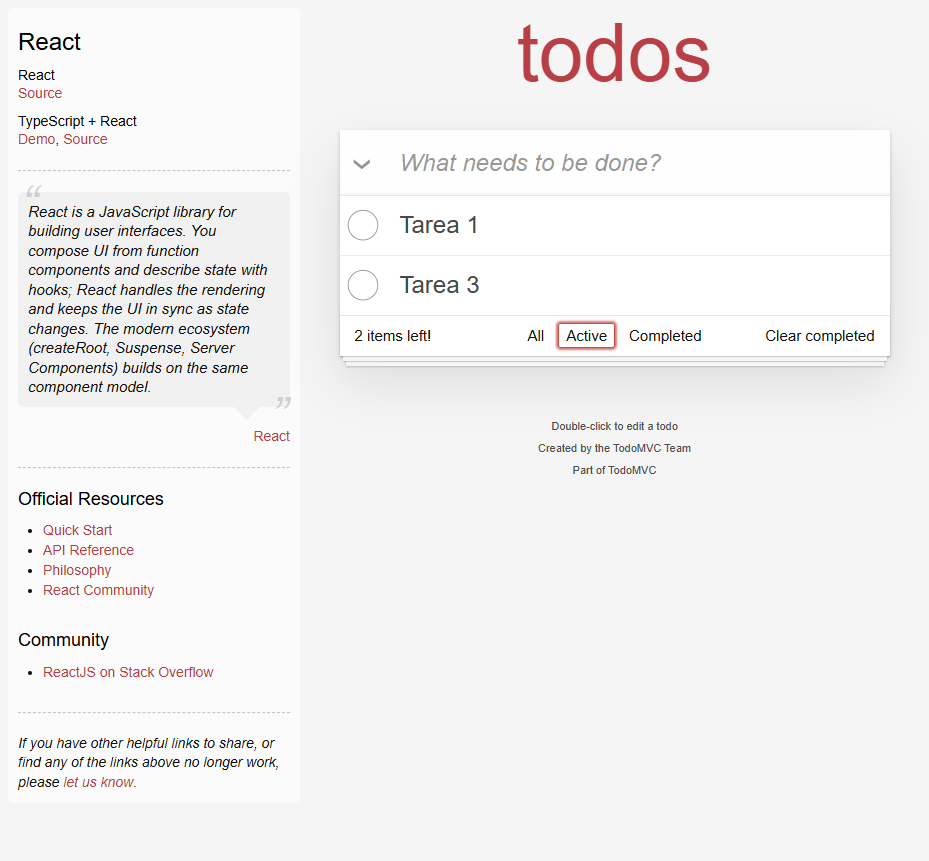 React
React
Source
TypeScript + React
Demo, Source
“
React is a JavaScript library for
building user interfaces. You
compose UI from function
components and describe state with
hooks; React handles the rendering
and keeps the UI in sync as state
changes. The modern ecosystem
(createRoot, Suspense, Server
Components) builds on the same
component model.
”
React
Official Resources
• Quick Start
• API Reference
• Philosophy
• React Community
Community
• ReactJS on Stack Overflow
If you have other helpful links to share, or
find any of the links above no longer work,
please let us know.
todos
What needs to be done?
Tarea 1
Tarea 3
2 items left! All Active Completed Clear completed
Double-click to edit a todo
Created by the TodoMVC Team
Part of TodoMVC